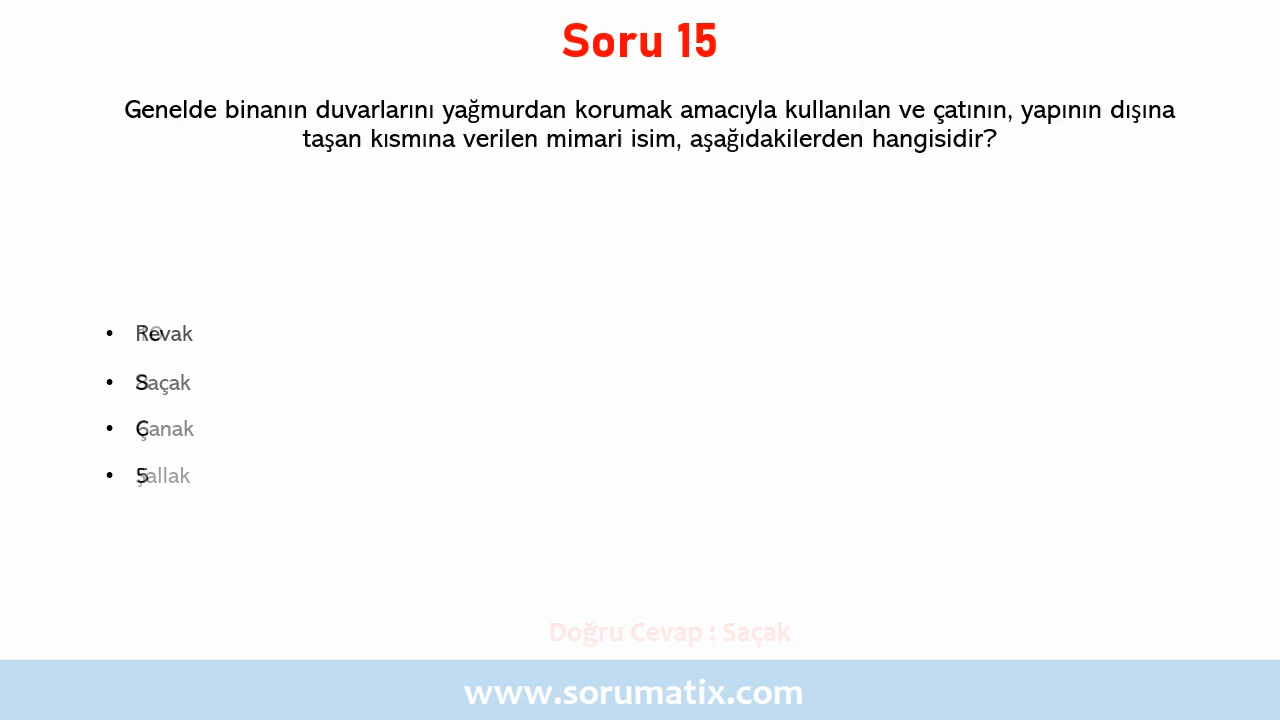 Soru 15
Genelde binanın duvarlarını yağmurdan korumak amacıyla kullanılan ve çatının, yapının dışına
taşan kısmına verilen mimari isim, aşağıdakilerden hangisidir?
• Revak
• Saçak
• Çanak
• Şallak
Doğru Cevap : Saçak
www.sorumatix.com